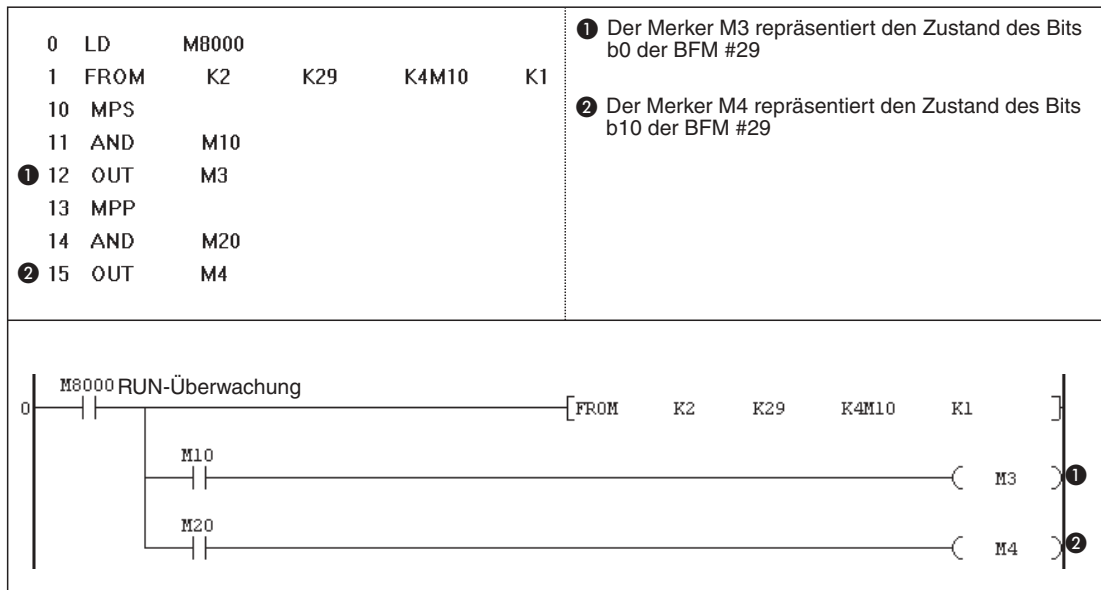 0 LD M8000
1 FROM K2 K29 K4M10 K1
10 MPS
11 AND M10
❶ 12 OUT M3
13 MPP
14 AND M20
❷ 15 OUT M4
❶ Der Merker M3 repräsentiert den Zustand des Bits
b0 der BFM #29
❷ Der Merker M4 repräsentiert den Zustand des Bits
b10 der BFM #29
M8000 RUN-Überwachung
0 FROM K2 K29 K4M10 K1
M10
M3 ❶
M20
M4 ❷